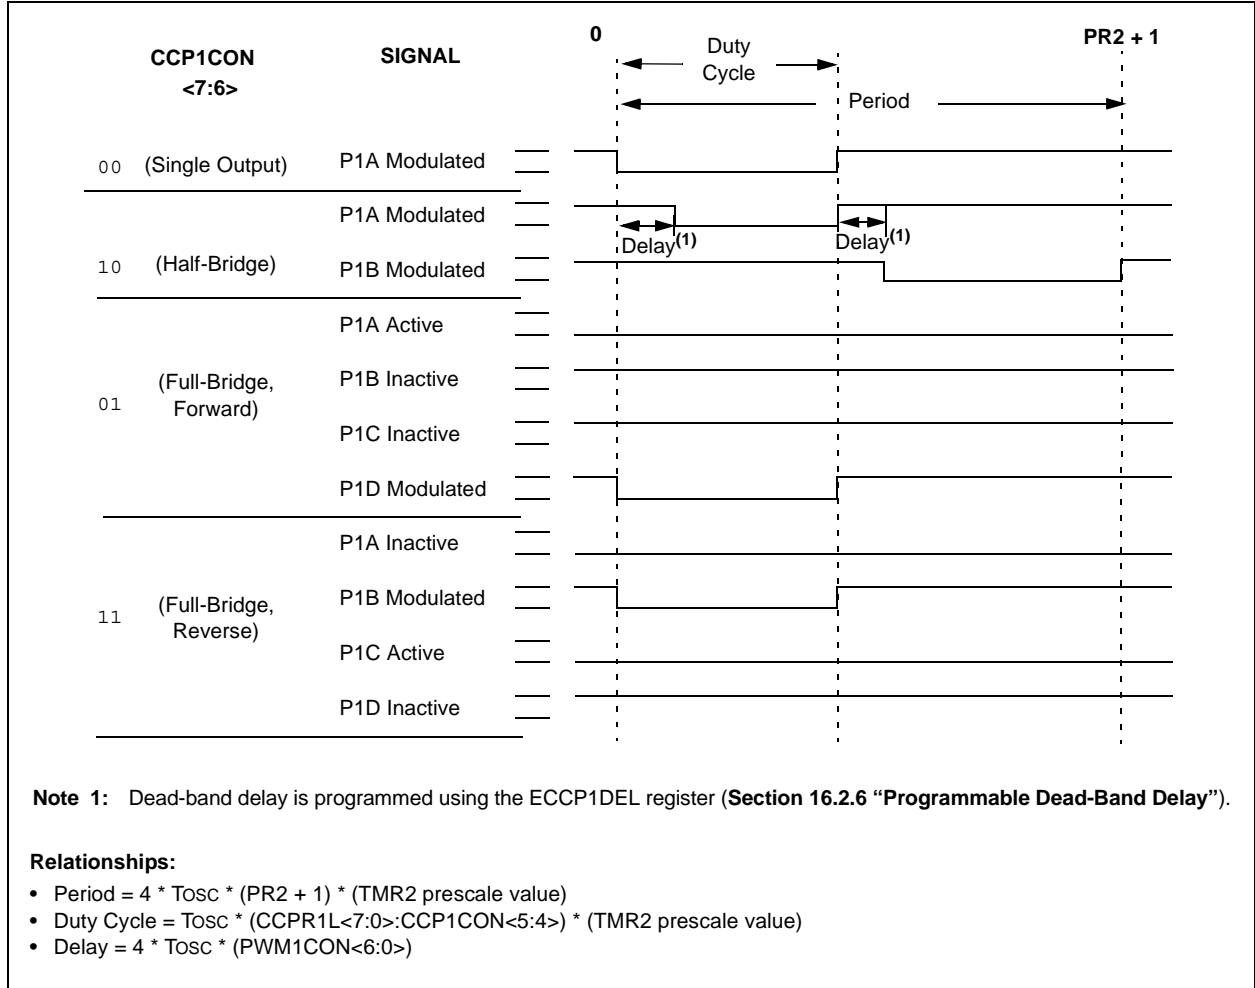 0
PR2 + 1
CCP1CON
<7:6>
SIGNAL
Duty
Cycle
Period
00 (Single Output) P1A Modulated
P1A Modulated
Delay(1) Delay(1)
10 (Half-Bridge) P1B Modulated
P1A Active
P1B Inactive
01 (Full-Bridge,
Forward)
P1C Inactive
P1D Modulated
P1A Inactive
P1B Modulated
11 (Full-Bridge,
Reverse)
P1C Active
P1D Inactive
Note 1: Dead-band delay is programmed using the ECCP1DEL register (Section 16.2.6 “Programmable Dead-Band Delay”).
Relationships:
• Period = 4 * TOSC * (PR2 + 1) * (TMR2 prescale value)
• Duty Cycle = TOSC * (CCPR1L<7:0>:CCP1CON<5:4>) * (TMR2 prescale value)
• Delay = 4 * TOSC * (PWM1CON<6:0>)